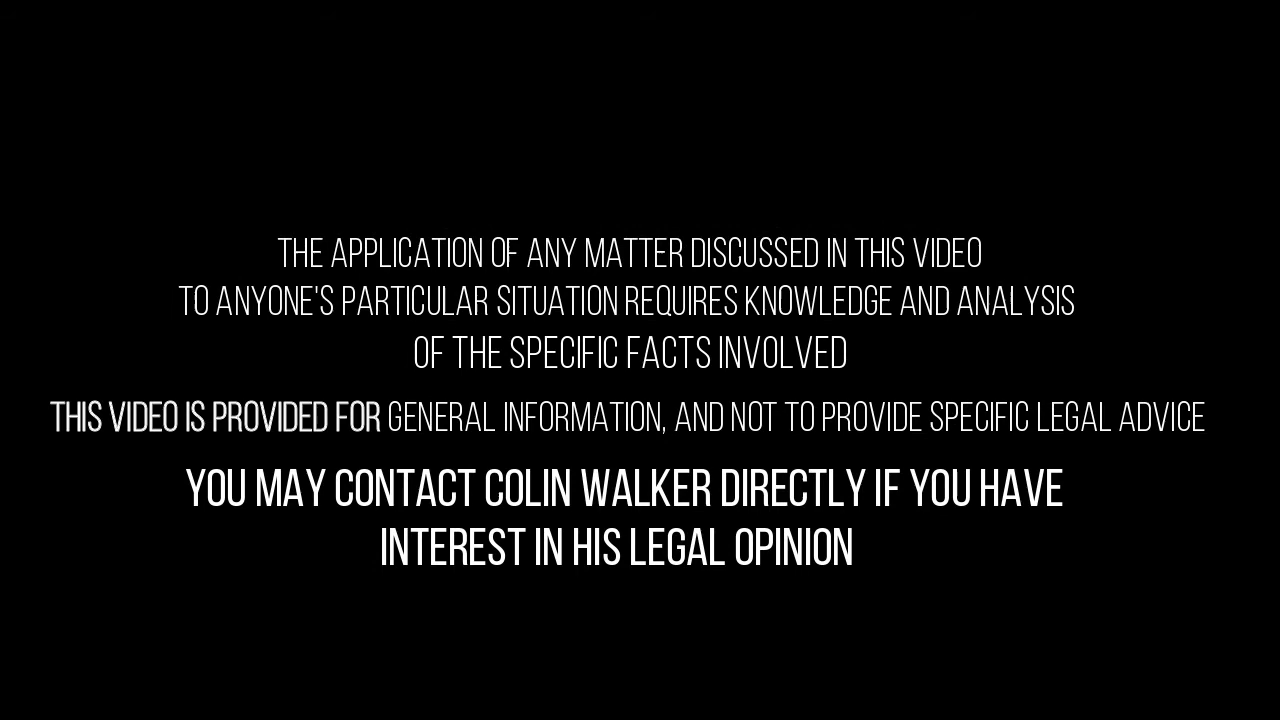 THE APPLICATION OF ANY MATTER DISCUSSED IN THIS VIDEO
TO ANYONE'S PARTICULAR SITUATION REQUIRES KNOWLEDGE AND ANALYSIS
OF THE SPECIFIC FACTS INVOLVED
THIS VIDEO IS PROVIDED FOR GENERAL INFORMATION, AND NOT TO PROVIDE SPECIFIC LEGAL ADVICE
YOU MAY CONTACT COLIN WALKER DIRECTLY IF YOU HAVE
INTEREST IN HIS LEGAL OPINION